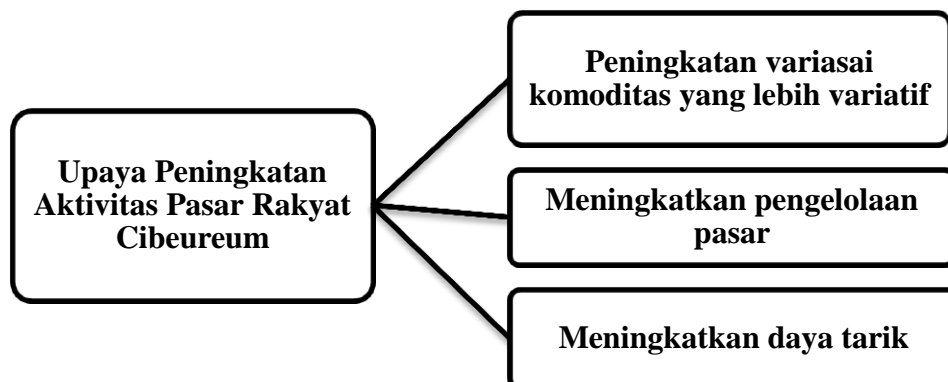 Upaya Peningkatan
Aktivitas Pasar Rakyat
Cibeureum
Peningkatan variasai
komoditas yang lebih variatif
Meningkatkan pengelolaan
pasar
Meningkatkan daya tarik